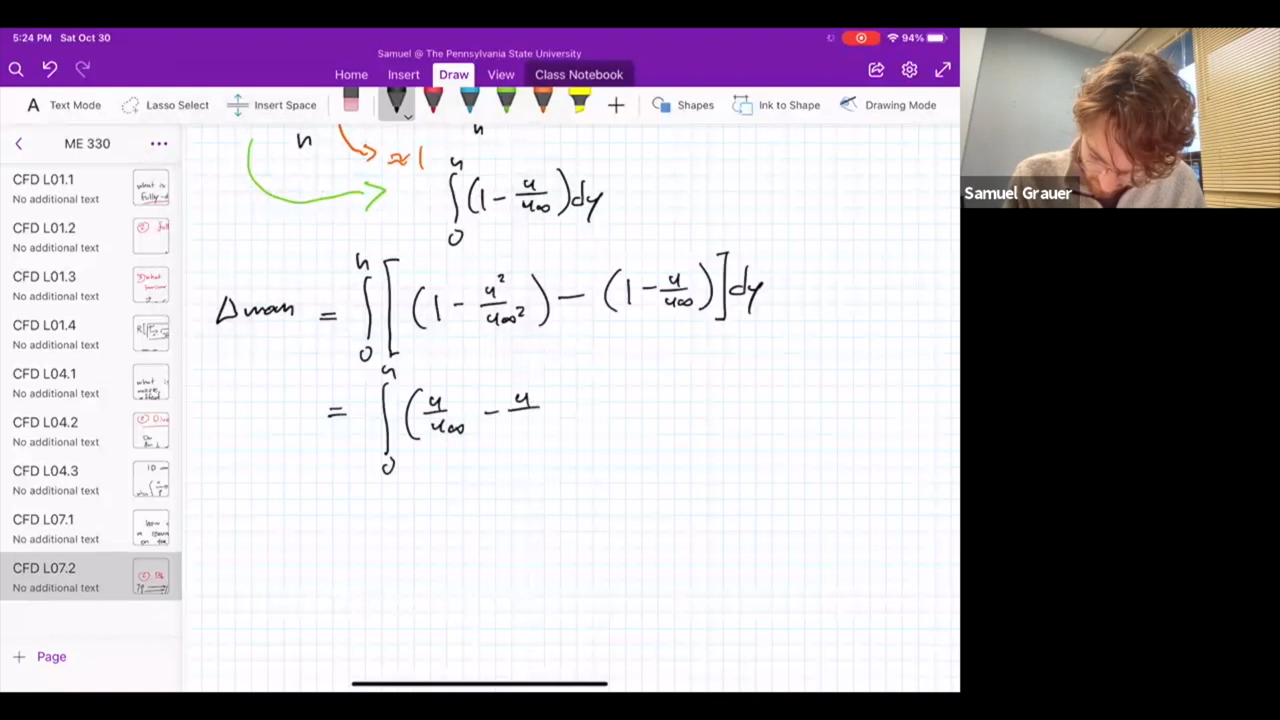 5:24 PM Sat Oct 30
94%
Samuel @ The Pennsylvania State University
Home Insert Draw View Class Notebook
A Text Mode Lasso Select Insert Space Shapes Ink to Shape Drawing Mode
ME 330
CFD L01.1
No additional text
CFD L01.2
No additional text
CFD L01.3
No additional text
CFD L01.4
No additional text
CFD L04.1
No additional text
CFD L04.2
No additional text
CFD L04.3
No additional text
CFD L07.1
No additional text
CFD L07.2
No additional text
+ Page
h h
≈1
∫₀ʰ (1 - u/u∞) dy
Δmom = ∫₀ʰ [(1 - u²/u∞²) - (1 - u/u∞)] dy
= ∫₀ʰ (u/u∞ - u/
Samuel Grauer